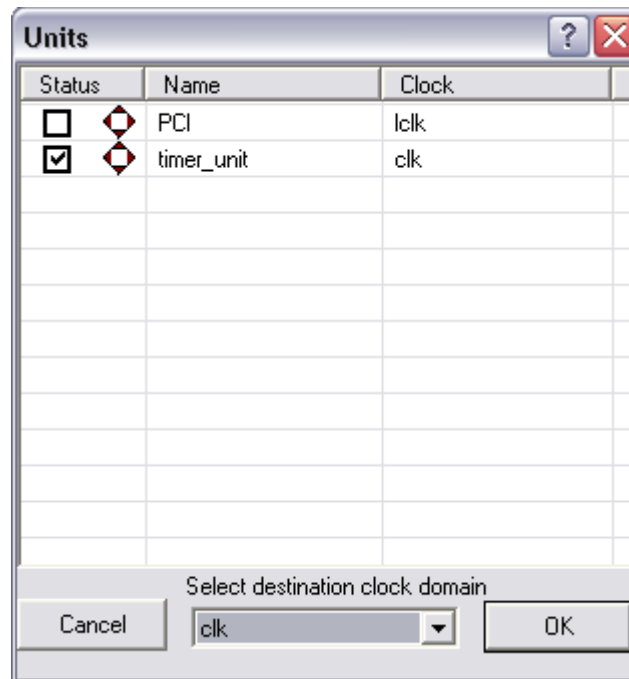 Units
?
Status Name Clock
PCI lclk
timer_unit clk
Select destination clock domain
Cancel clk OK